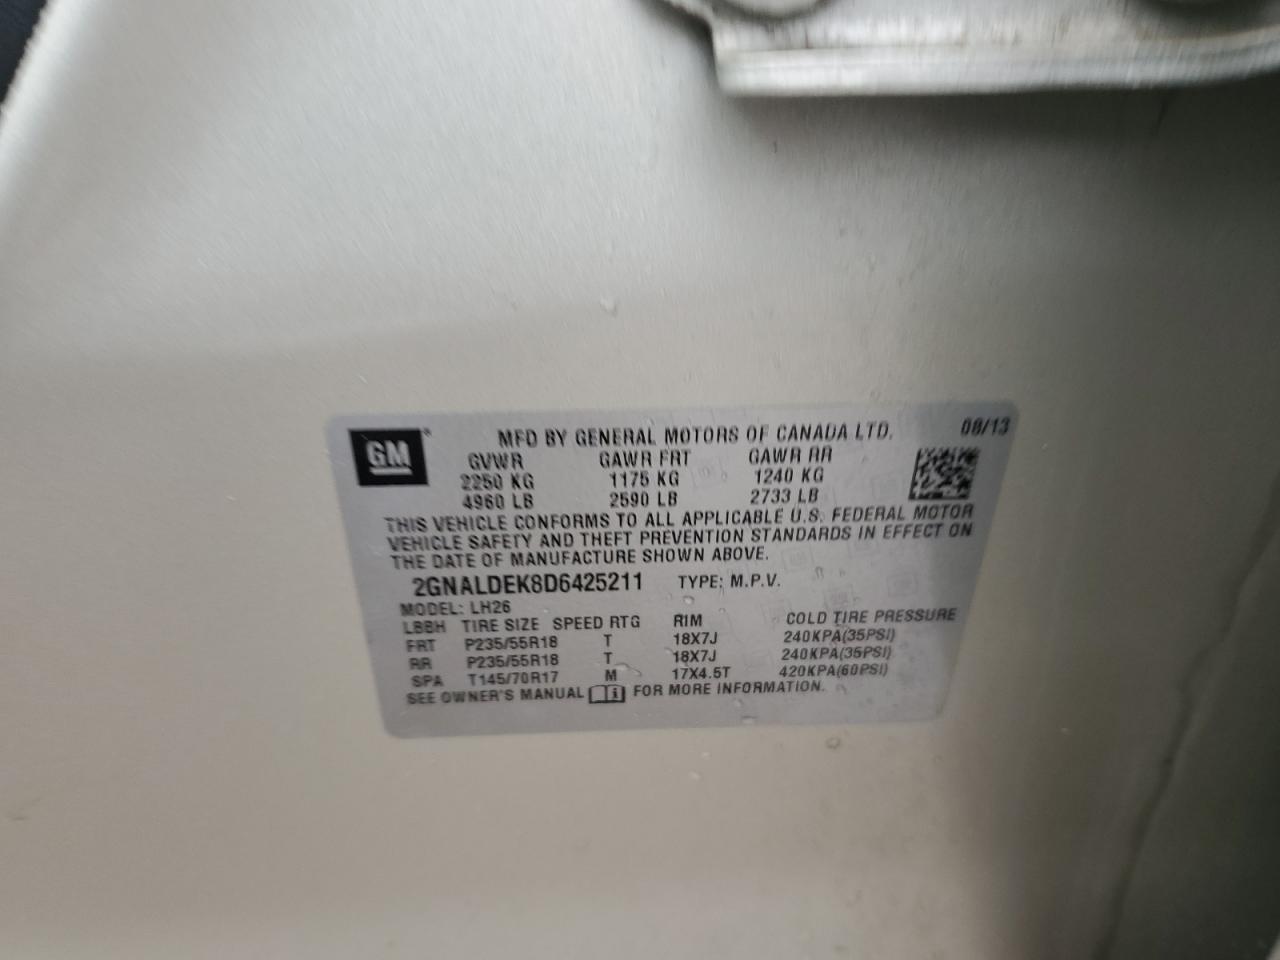 GM
MFD BY GENERAL MOTORS OF CANADA LTD. 08/13
GVWR GAWR FRT GAWR RR
2250 KG 1175 KG 1240 KG
4960 LB 2590 LB 2733 LB
THIS VEHICLE CONFORMS TO ALL APPLICABLE U.S. FEDERAL MOTOR
VEHICLE SAFETY AND THEFT PREVENTION STANDARDS IN EFFECT ON
THE DATE OF MANUFACTURE SHOWN ABOVE.
2GNALDEK8D6425211 TYPE: M.P.V.
MODEL: LH26
LBBH TIRE SIZE SPEED RTG RIM COLD TIRE PRESSURE
FRT P235/55R18 T 18X7J 240KPA(35PSI)
RR P235/55R18 T 18X7J 240KPA(35PSI)
SPA T145/70R17 M 17X4.5T 420KPA(60PSI)
SEE OWNER'S MANUAL FOR MORE INFORMATION.